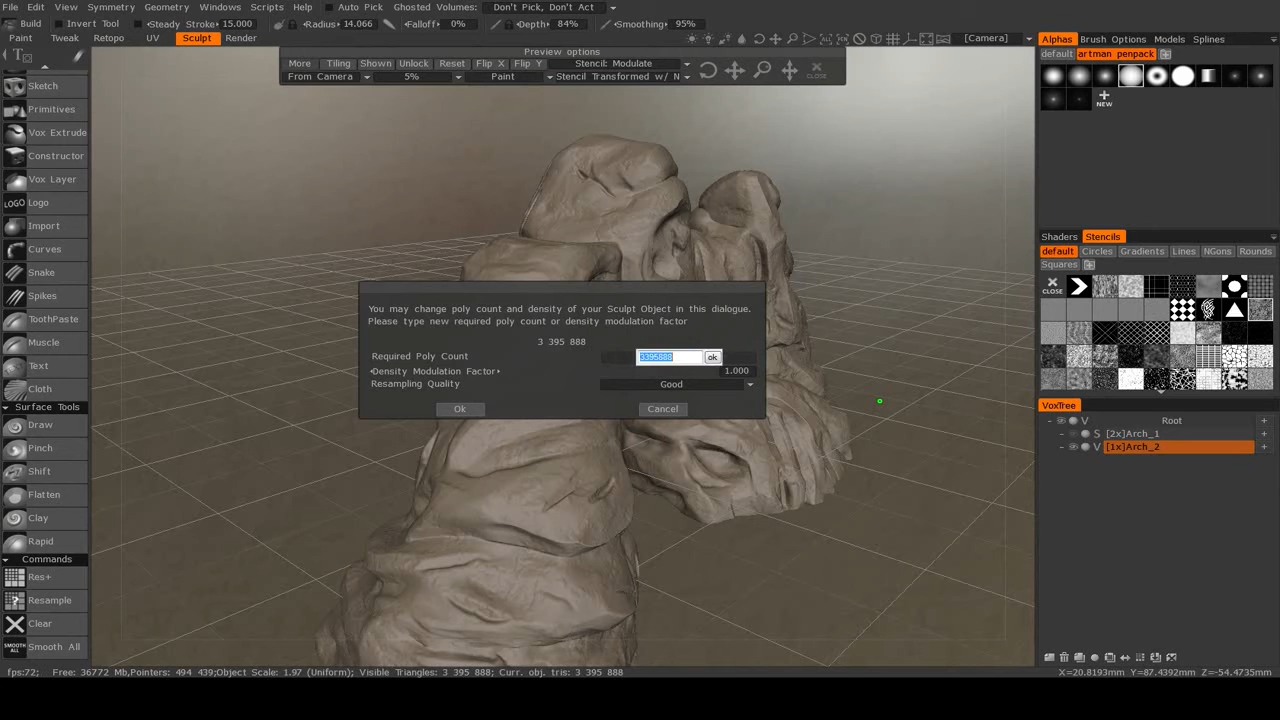 File Edit View Symmetry Geometry Windows Scripts Help Auto Pick Ghosted Volumes: Don't Pick, Don't Act
Build Invert Tool Steady Stroke 15.000 Radius 14.066 Falloff 0% Depth 84% Smoothing 95%
Paint Tweak Retopo UV Sculpt Render [Camera]
Preview options
More Tiling Shown Unlock Reset Flip X Flip Y Stencil: Modulate
From Camera 5% Paint Stencil Transformed w/ N
CLOSE
Sketch
Primitives
Vox Extrude
Constructor
Vox Layer
LOGO Logo
Import
Curves
Snake
Spikes
ToothPaste
Muscle
Text
Cloth
Surface Tools
Draw
Pinch
Shift
Flatten
Clay
Rapid
Commands
Res+
Resample
Clear
SMOOTH ALL Smooth All
You may change poly count and density of your Sculpt Object in this dialogue.
Please type new required poly count or density modulation factor
3 395 888
Required Poly Count 3395888 ok
Density Modulation Factor 1.000
Resampling Quality Good
Ok Cancel
Alphas Brush Options Models Splines
default artman penpack
NEW
Shaders Stencils
default Circles Gradients Lines NGons Rounds
Squares
CLOSE
VoxTree
V Root
S [2x]Arch_1
V [1x]Arch_2
fps:72; Free: 36772 Mb,Pointers: 494 439;Object Scale: 1.97 (Uniform); Visible Triangles: 3 395 888; Curr. obj. tris: 3 395 888
X=20.8193mm Y=87.4392mm Z=-54.4735mm